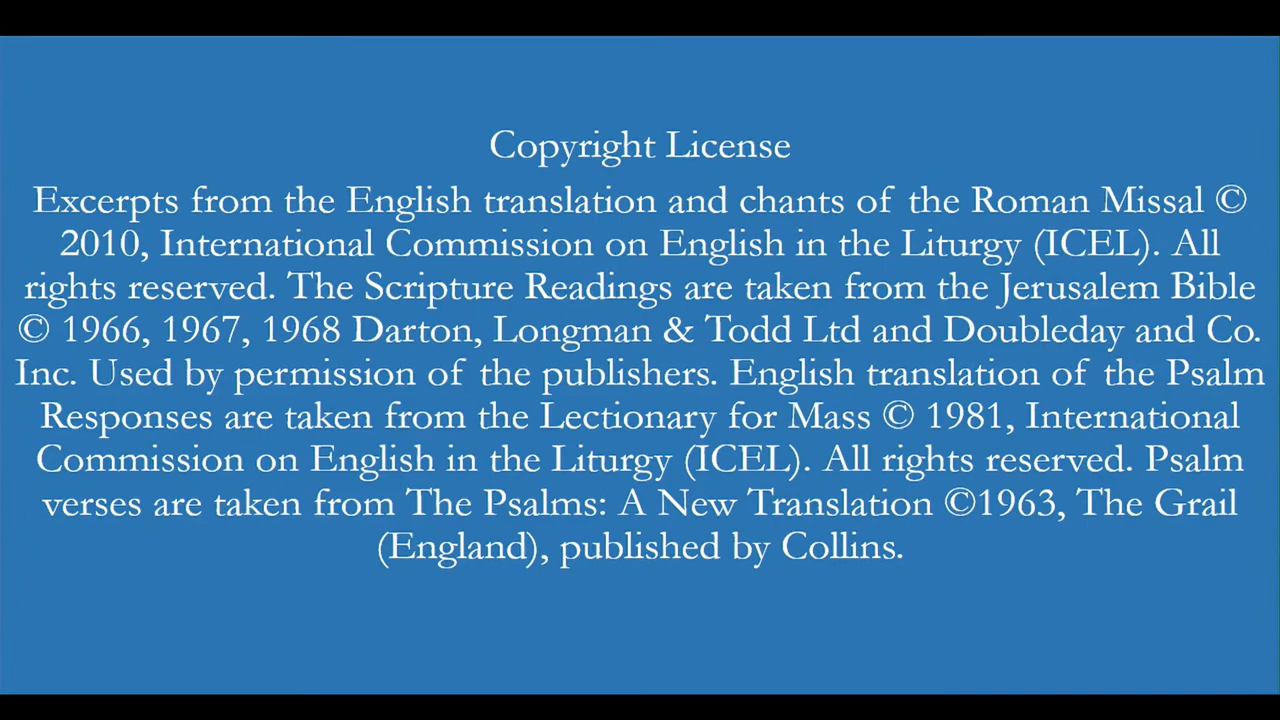 Copyright License
Excerpts from the English translation and chants of the Roman Missal ©
2010, International Commission on English in the Liturgy (ICEL). All
rights reserved. The Scripture Readings are taken from the Jerusalem Bible
© 1966, 1967, 1968 Darton, Longman & Todd Ltd and Doubleday and Co.
Inc. Used by permission of the publishers. English translation of the Psalm
Responses are taken from the Lectionary for Mass © 1981, International
Commission on English in the Liturgy (ICEL). All rights reserved. Psalm
verses are taken from The Psalms: A New Translation ©1963, The Grail
(England), published by Collins.